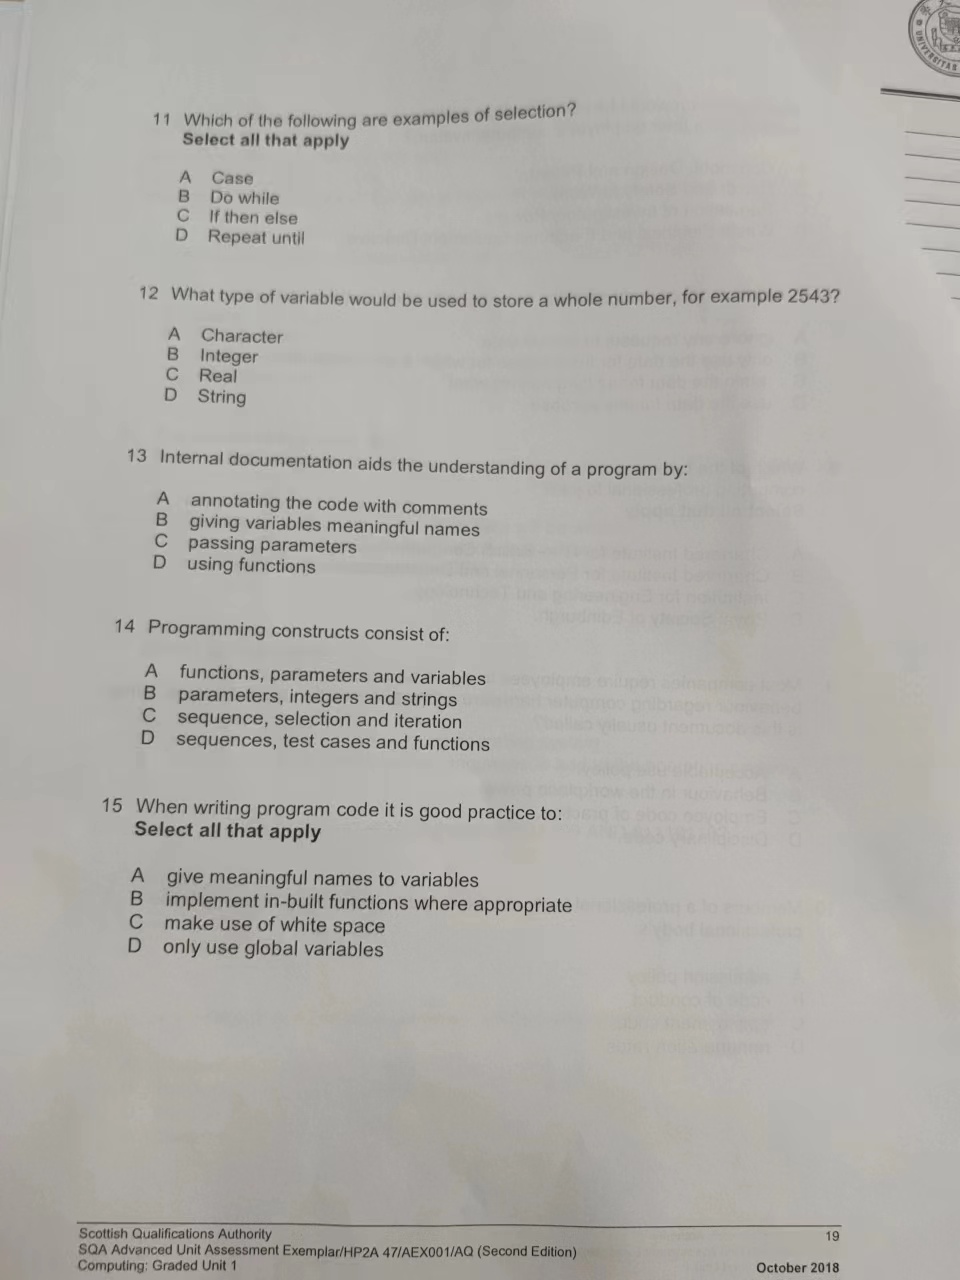 UNIVERSITAS
11 Which of the following are examples of selection?
Select all that apply
A Case
B Do while
C If then else
D Repeat until
12 What type of variable would be used to store a whole number, for example 2543?
A Character
B Integer
C Real
D String
13 Internal documentation aids the understanding of a program by:
A annotating the code with comments
B giving variables meaningful names
C passing parameters
D using functions
14 Programming constructs consist of:
A functions, parameters and variables
B parameters, integers and strings
C sequence, selection and iteration
D sequences, test cases and functions
15 When writing program code it is good practice to:
Select all that apply
A give meaningful names to variables
B implement in-built functions where appropriate
C make use of white space
D only use global variables
Scottish Qualifications Authority 19
SQA Advanced Unit Assessment Exemplar/HP2A 47/AEX001/AQ (Second Edition)
Computing: Graded Unit 1 October 2018